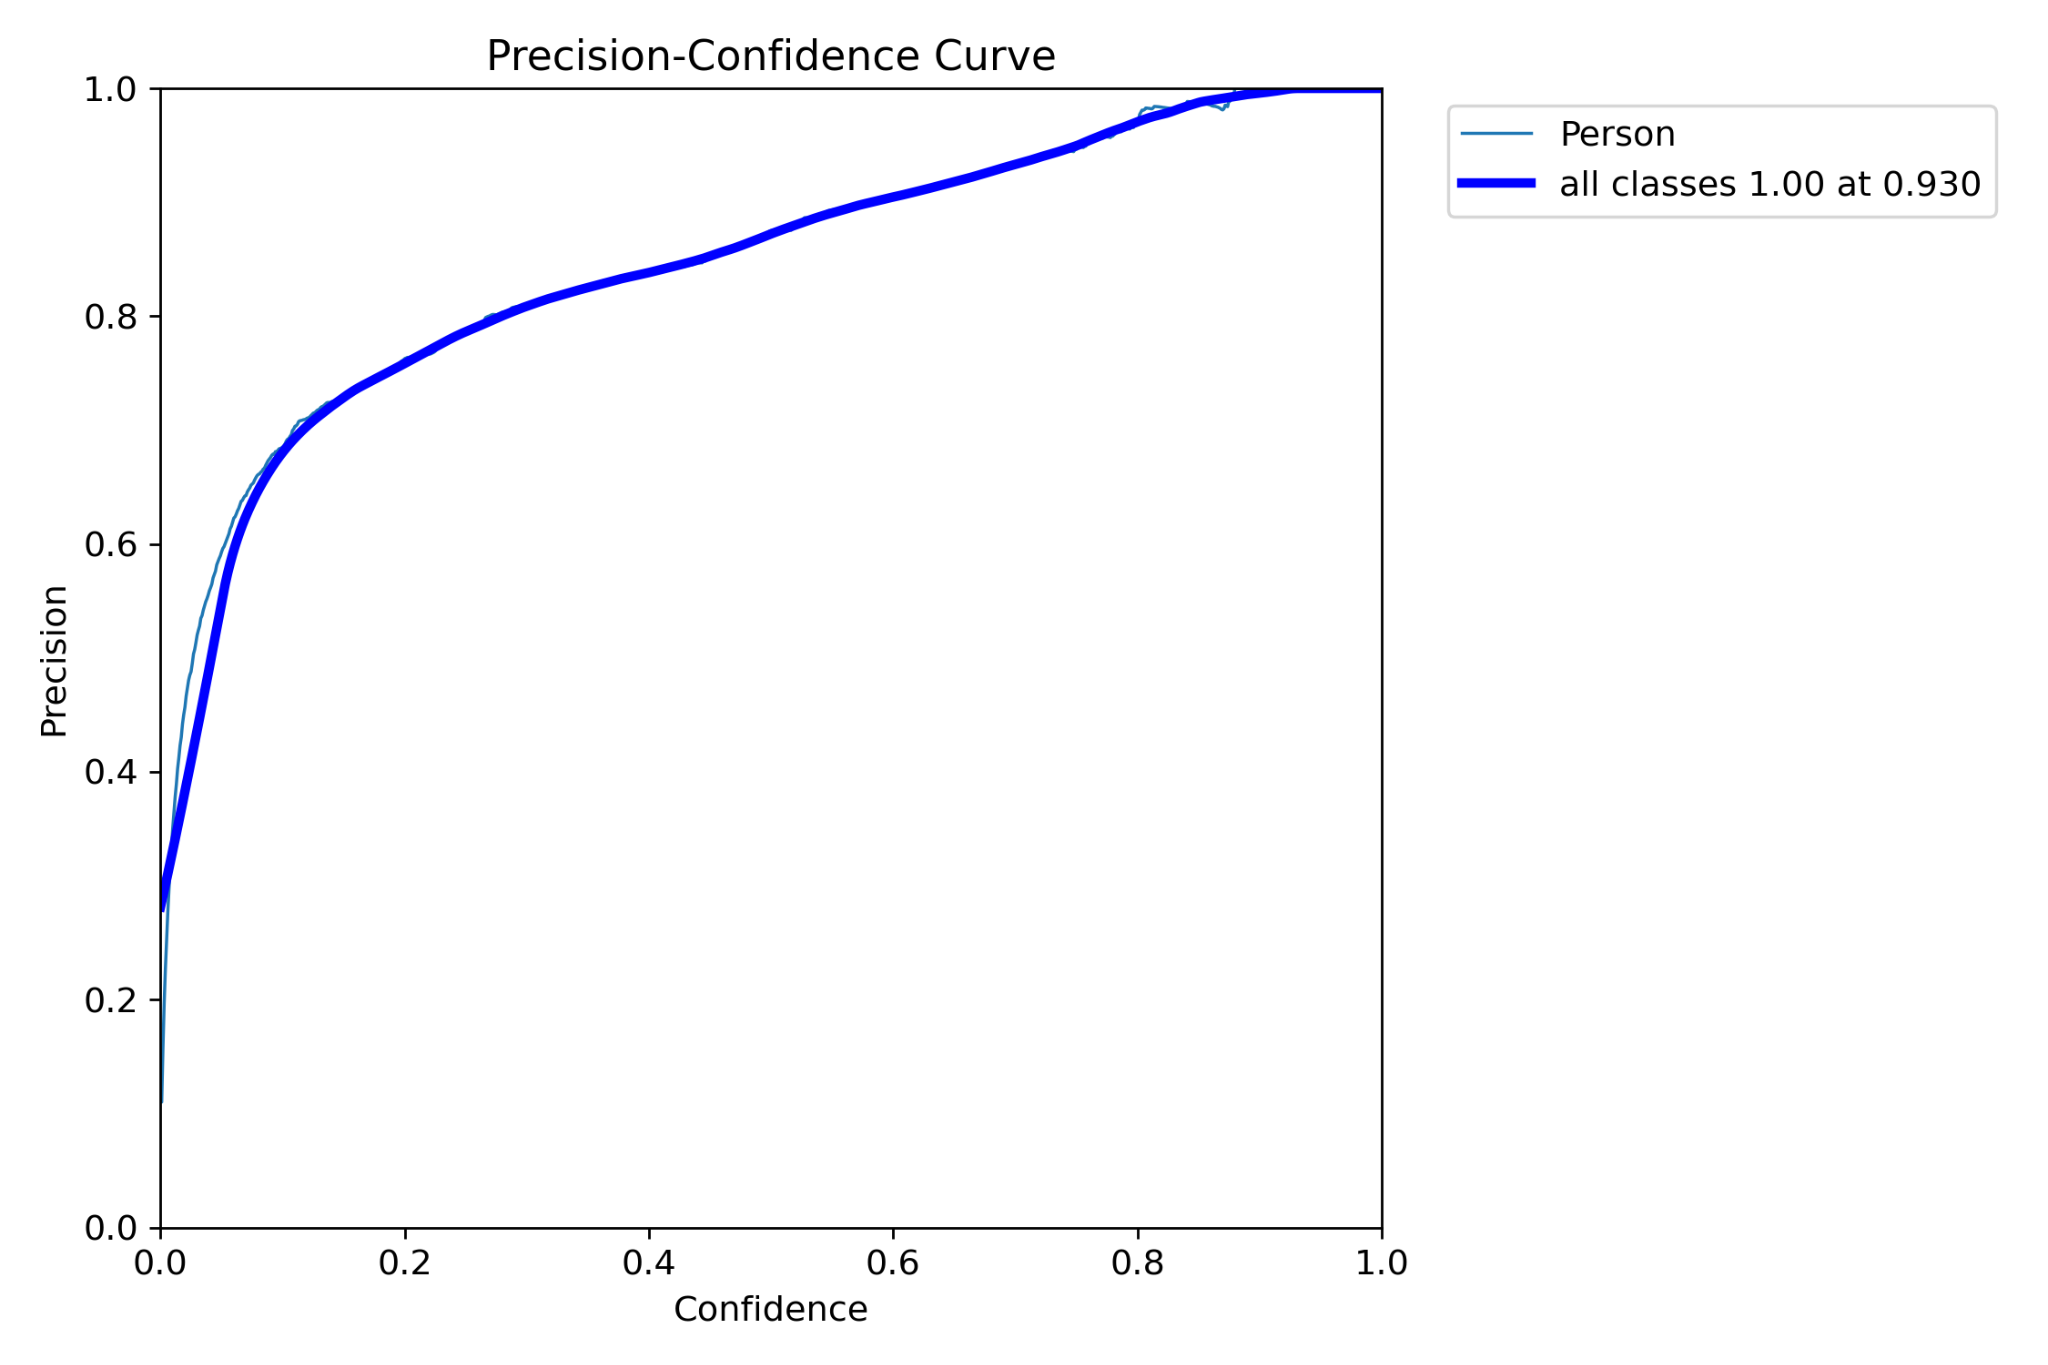 Precision-Confidence Curve
1.0
0.8
0.6
0.4
0.2
0.0
Precision
0.0 0.2 0.4 0.6 0.8 1.0
Confidence
Person
all classes 1.00 at 0.930